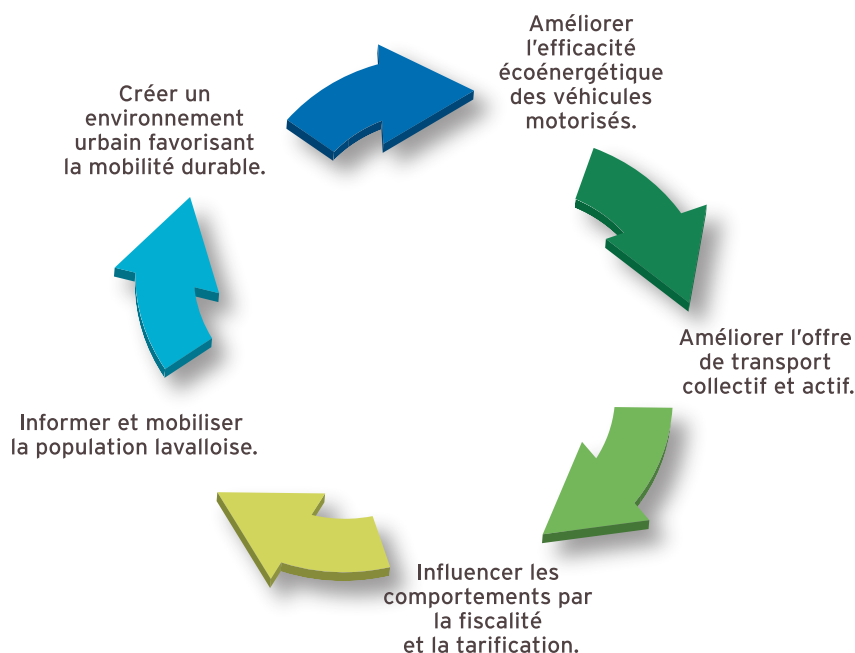 Améliorer
l'efficacité
écoénergétique
des véhicules
motorisés.
Créer un
environnement
urbain favorisant
la mobilité durable.
Améliorer l'offre
de transport
collectif et actif.
Informer et mobiliser
la population lavalloise.
Influencer les
comportements par
la fiscalité
et la tarification.